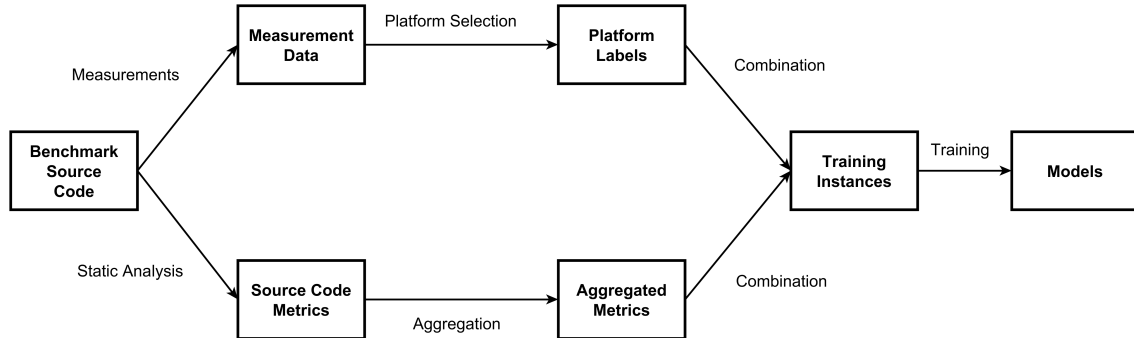 Platform Selection
Measurement
Data
Platform
Labels
Measurements
Combination
Benchmark
Source
Code
Training
Instances
Training
Models
Static Analysis
Source Code
Metrics
Aggregation
Aggregated
Metrics
Combination